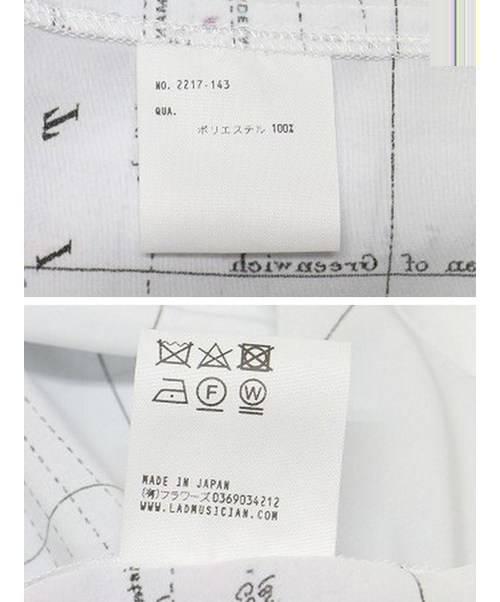 NO. 2217-143
QUA.
ポリエステル 100%
an of Greenwich
F W
MADE IN JAPAN
(有)フラワーズ0369034212
WWW.LADMUSICIAN.COM